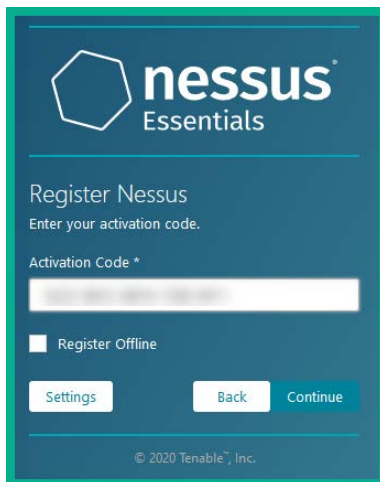 nessus
Essentials
Register Nessus
Enter your activation code.
Activation Code *
Register Offline
Settings Back Continue
© 2020 Tenable™, Inc.